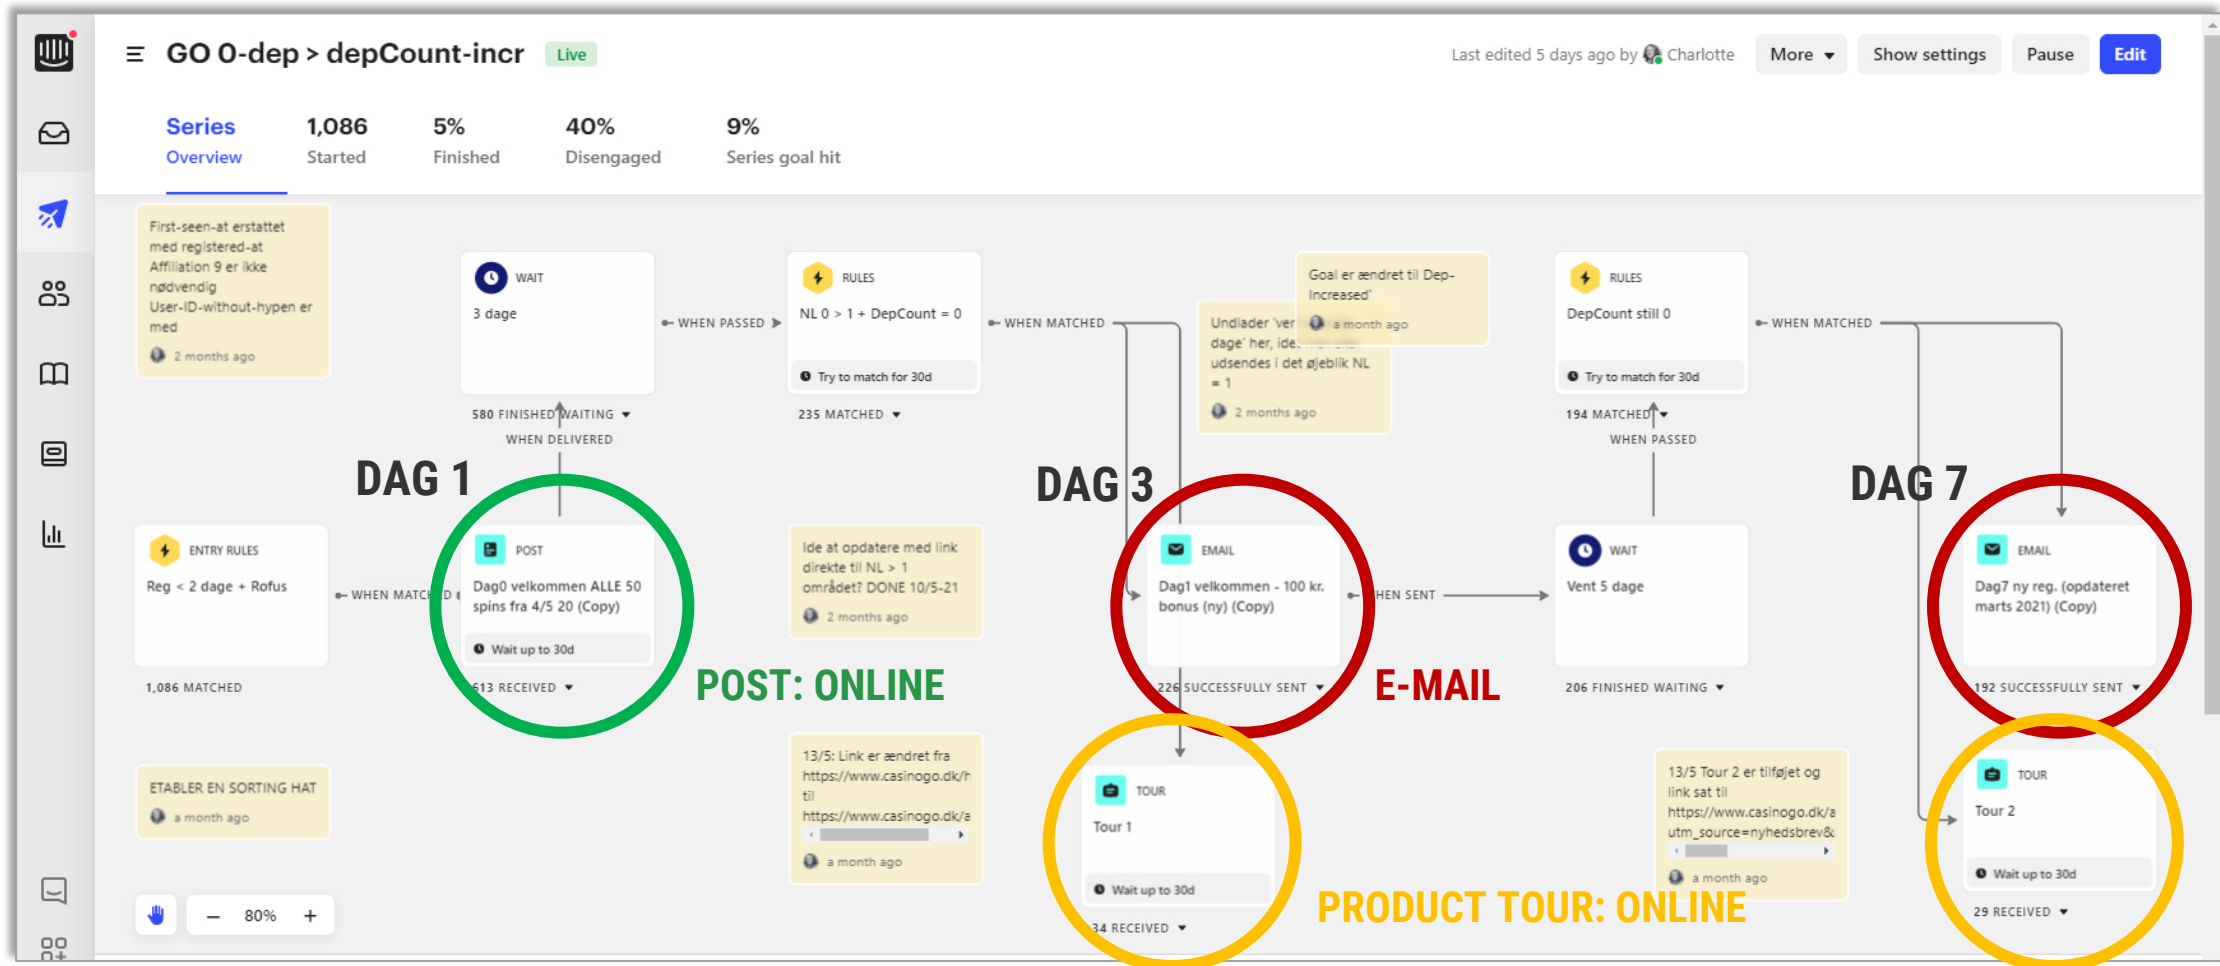 GO 0-dep > depCount-incr
Live
Last edited 5 days ago by Charlotte
More
Show settings
Pause
Edit
Series
Overview
1,086
Started
5%
Finished
40%
Disengaged
9%
Series goal hit
First-seen-at erstattet
med registered-at
Affiliation 9 er ikke
nødvendig
User-ID-without-hypen er
med
2 months ago
WAIT
3 dage
580 FINISHED WAITING
WHEN DELIVERED
WHEN PASSED
RULES
NL 0 > 1 + DepCount = 0
Try to match for 30d
235 MATCHED
WHEN MATCHED
Goal er ændret til Dep-
Increased'
a month ago
Undlader 'ver
dage' her, ide
udsendes i det øjeblik NL
= 1
2 months ago
RULES
DepCount still 0
Try to match for 30d
194 MATCHED
WHEN PASSED
WHEN MATCHED
DAG 1
DAG 3
DAG 7
ENTRY RULES
Reg < 2 dage + Rofus
1,086 MATCHED
WHEN MATCH D
POST
Dag0 velkommen ALLE 50
spins fra 4/5 20 (Copy)
Wait up to 30d
513 RECEIVED
POST: ONLINE
Ide at opdatere med link
direkte til NL > 1
området? DONE 10/5-21
2 months ago
EMAIL
Dag1 velkommen - 100 kr.
bonus (ny) (Copy)
226 SUCCESSFULLY SENT
E-MAIL
HEN SENT
WAIT
Vent 5 dage
206 FINISHED WAITING
EMAIL
Dag7 ny reg. (opdateret
marts 2021) (Copy)
192 SUCCESSFULLY SENT
ETABLER EN SORTING HAT
a month ago
13/5: Link er ændret fra
https://www.casinogo.dk/h
til
https://www.casinogo.dk/a
a month ago
TOUR
Tour 1
Wait up to 30d
34 RECEIVED
PRODUCT TOUR: ONLINE
13/5 Tour 2 er tilføjet og
link sat til
https://www.casinogo.dk/a
utm_source=nyhedsbrev&
a month ago
TOUR
Tour 2
Wait up to 30d
29 RECEIVED
80%